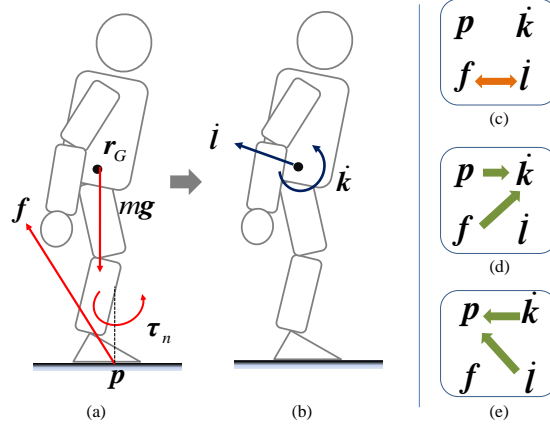 r_G
f
mg
τ_n
p
(a)
l̇
k̇
(b)
p k̇
f l̇
(c)
p k̇
f l̇
(d)
p k̇
f l̇
(e)